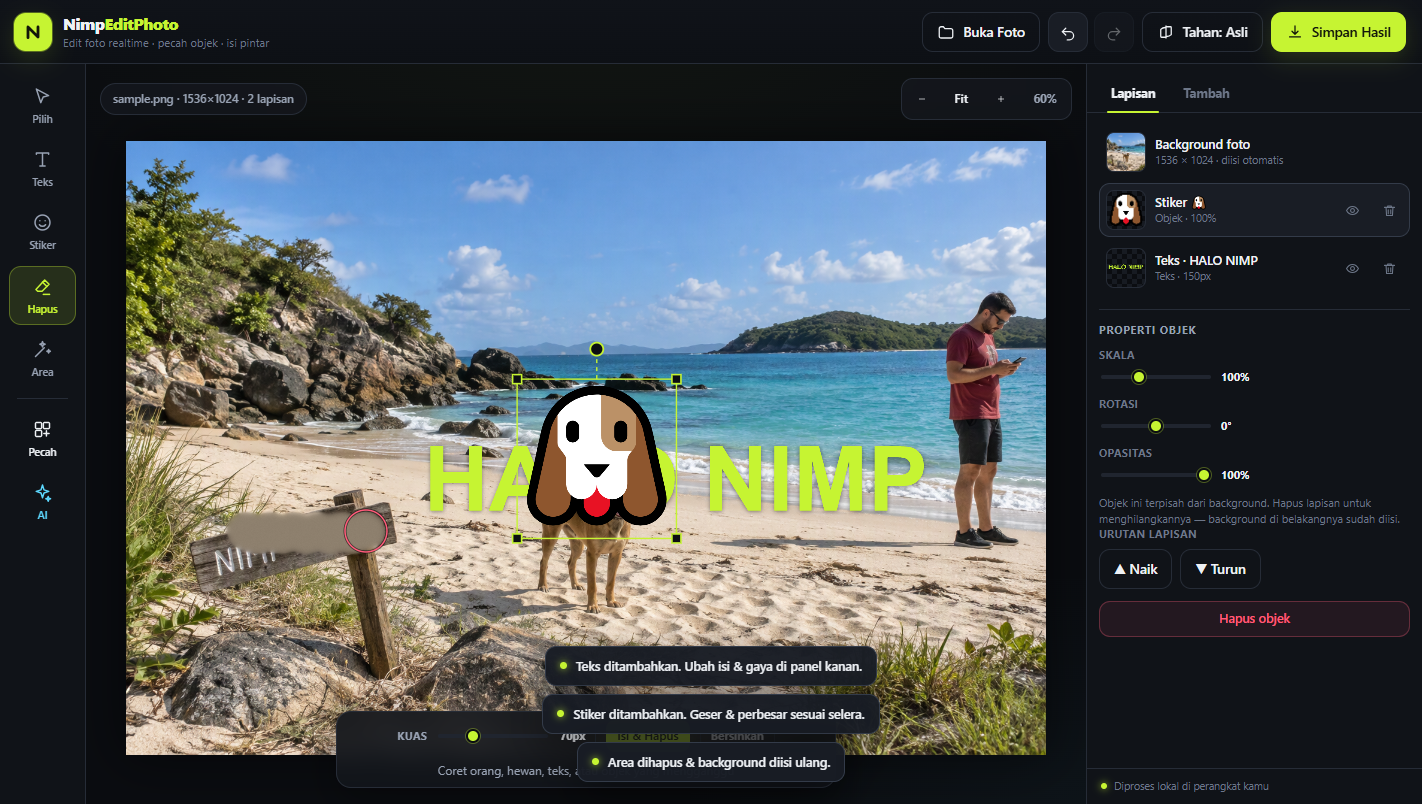 N
NimpEditPhoto
Edit foto realtime · pecah objek · isi pintar
Buka Foto
Tahan: Asli
Simpan Hasil
Pilih
Teks
Stiker
Hapus
Area
Pecah
AI
sample.png · 1536×1024 · 2 lapisan
− Fit + 60%
NIMP
KUAS
70px
Isi & Hapus
Bersihkan
Coret orang, hewan, teks,
Teks ditambahkan. Ubah isi & gaya di panel kanan.
Stiker ditambahkan. Geser & perbesar sesuai selera.
Area dihapus & background diisi ulang.
Lapisan
Tambah
Background foto
1536 × 1024 · diisi otomatis
Stiker
Objek · 100%
HALO NIMP
Teks · HALO NIMP
Teks · 150px
PROPERTI OBJEK
SKALA
100%
ROTASI
0°
OPASITAS
100%
Objek ini terpisah dari background. Hapus lapisan untuk
menghilangkannya — background di belakangnya sudah diisi.
URUTAN LAPISAN
▲ Naik
▼ Turun
Hapus objek
Diproses lokal di perangkat kamu